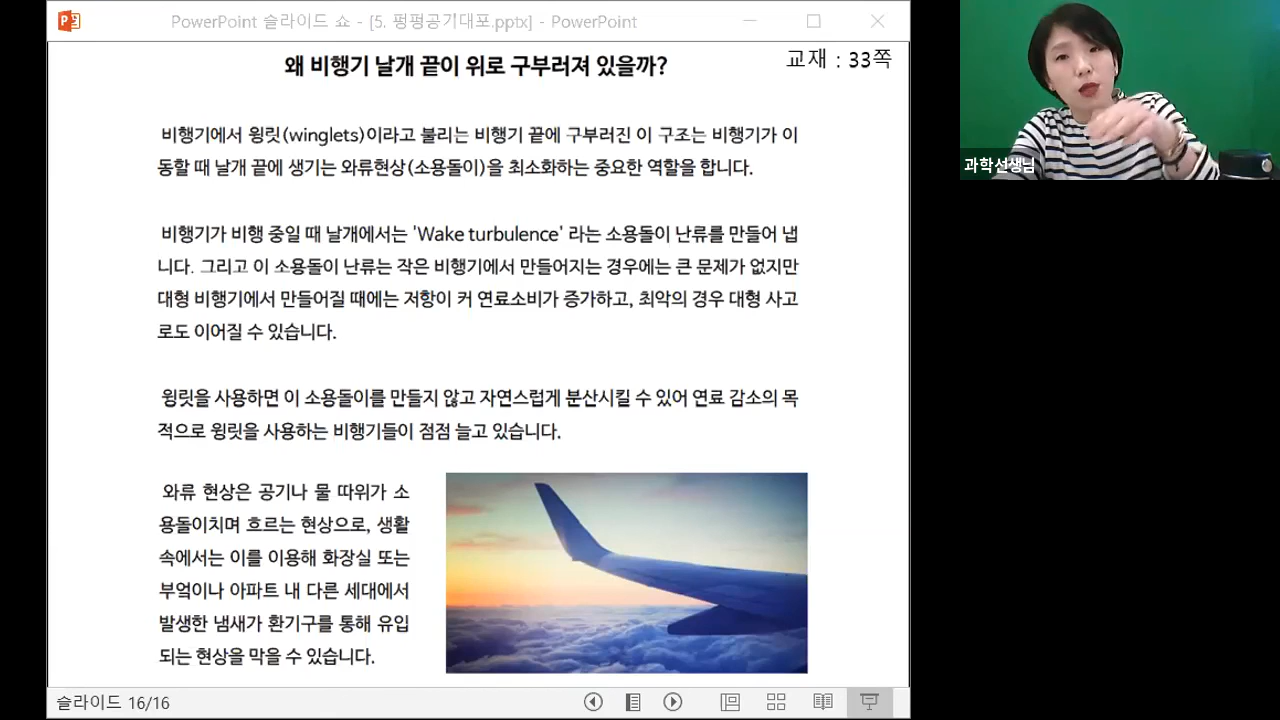 PowerPoint 슬라이드 쇼 - [5. 펑펑공기대포.pptx] - PowerPoint
왜 비행기 날개 끝이 위로 구부러져 있을까?
교재 : 33쪽
비행기에서 윙릿(winglets)이라고 불리는 비행기 끝에 구부러진 이 구조는 비행기가 이
동할 때 날개 끝에 생기는 와류현상(소용돌이)을 최소화하는 중요한 역할을 합니다.
비행기가 비행 중일 때 날개에서는 'Wake turbulence' 라는 소용돌이 난류를 만들어 냅
니다. 그리고 이 소용돌이 난류는 작은 비행기에서 만들어지는 경우에는 큰 문제가 없지만
대형 비행기에서 만들어질 때에는 저항이 커 연료소비가 증가하고, 최악의 경우 대형 사고
로도 이어질 수 있습니다.
윙릿을 사용하면 이 소용돌이를 만들지 않고 자연스럽게 분산시킬 수 있어 연료 감소의 목
적으로 윙릿을 사용하는 비행기들이 점점 늘고 있습니다.
와류 현상은 공기나 물 따위가 소
용돌이치며 흐르는 현상으로, 생활
속에서는 이를 이용해 화장실 또는
부엌이나 아파트 내 다른 세대에서
발생한 냄새가 환기구를 통해 유입
되는 현상을 막을 수 있습니다.
슬라이드 16/16
과학선생님